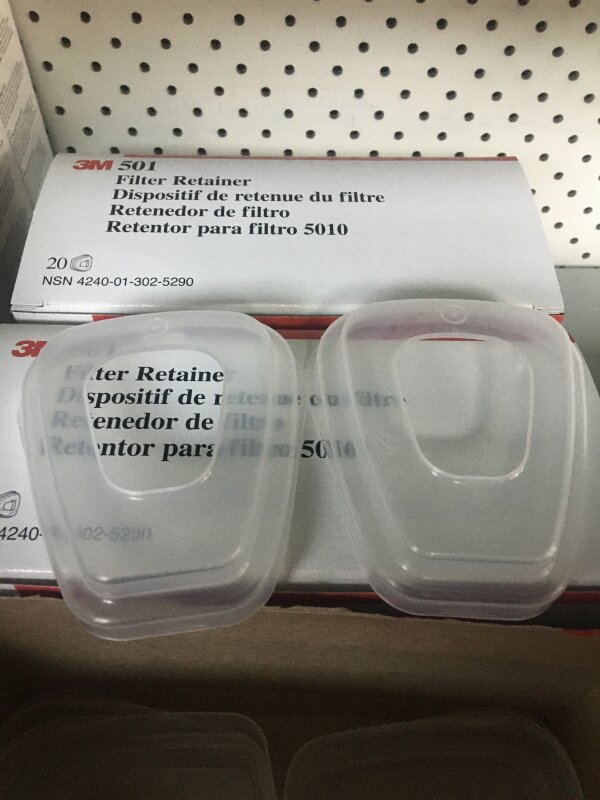 3M 501
Filter Retainer
Dispositif de retenue du filtre
Retenedor de filtro
Retentor para filtro 5010
20
NSN 4240-01-302-5290
Filter Retainer
Dispositif de retenue du filtre
Retenedor de filtro
Retentor para filtro 5010
4240- 302-5290